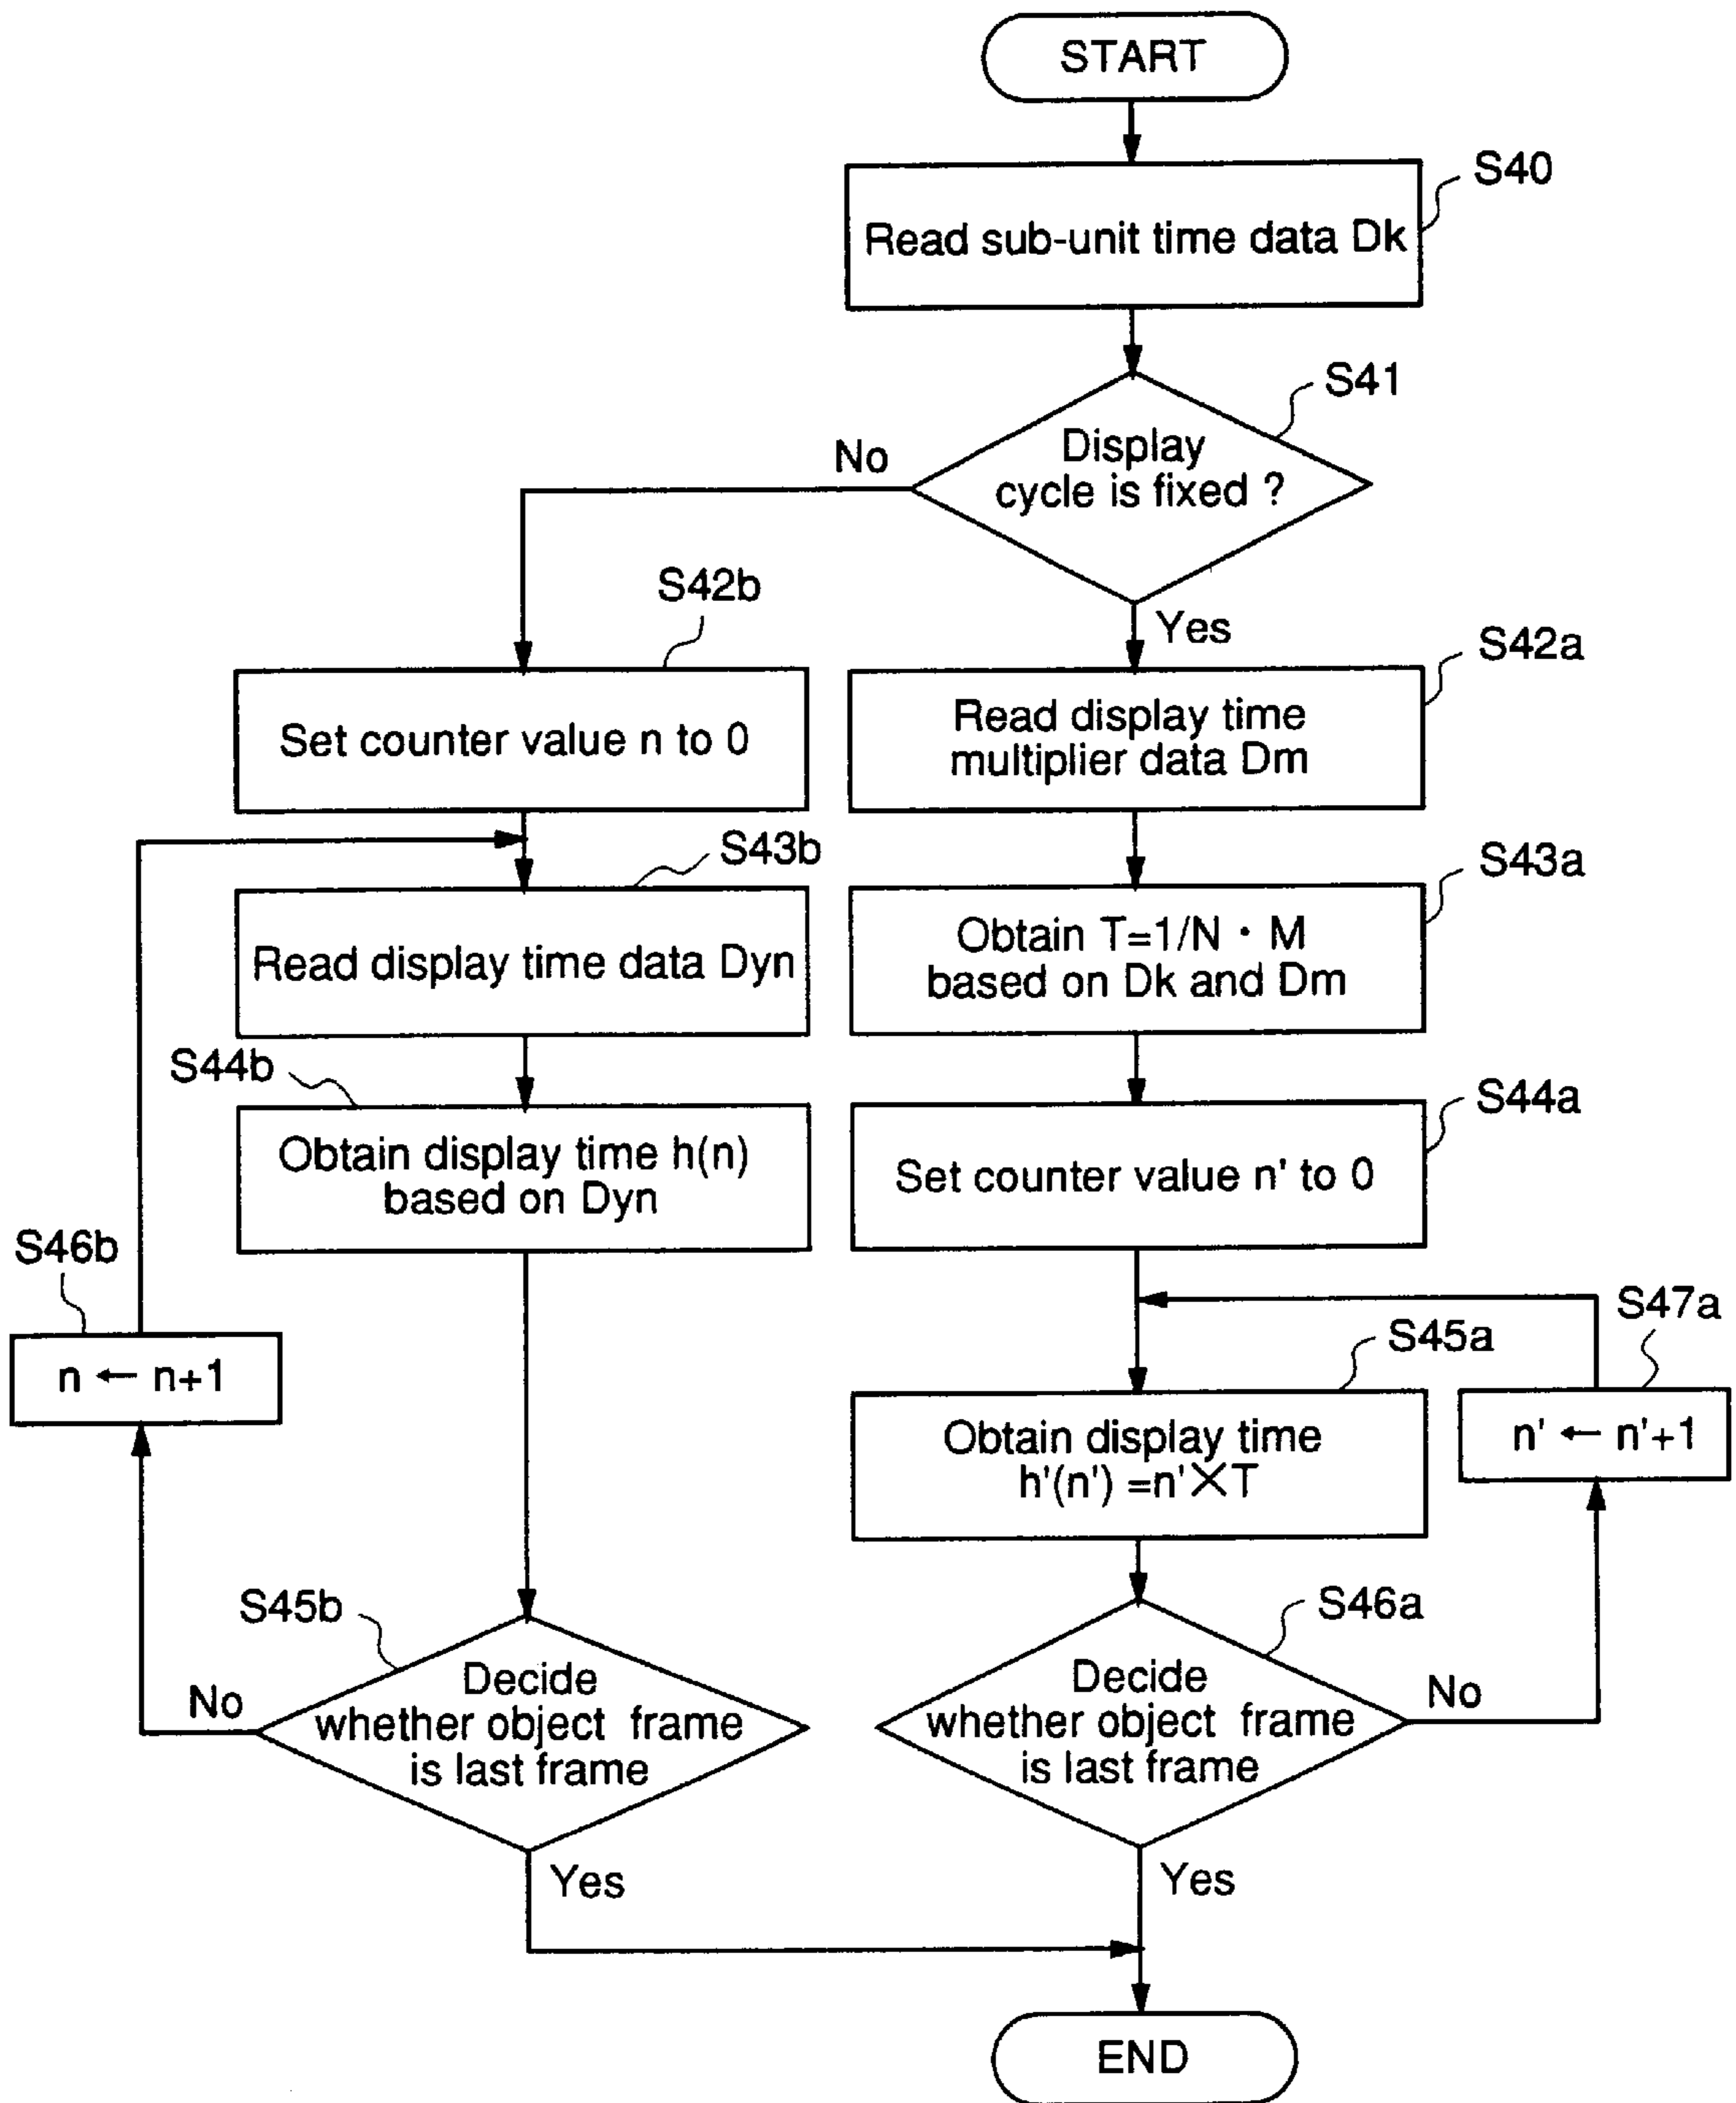 START
S40
Read sub-unit time data Dk
S41
Display
cycle is fixed ?
No
Yes
S42b
Set counter value n to 0
S42a
Read display time
multiplier data Dm
S43b
Read display time data Dyn
S43a
Obtain T=1/N · M
based on Dk and Dm
S44b
Obtain display time h(n)
based on Dyn
S44a
Set counter value n' to 0
S46b
n ← n+1
S47a
n' ← n'+1
S45a
Obtain display time
h'(n') =n'×T
S45b
Decide
whether object frame
is last frame
No
Yes
S46a
Decide
whether object frame
is last frame
No
Yes
END